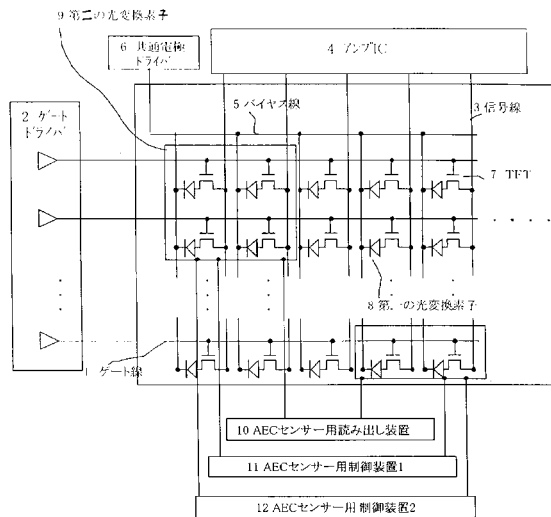 9 第二の光変換素子
6 共通電極
ドライバ
4 アンプIC
2 ゲート
ドライバ
5 バイヤス線
3 信号線
7 TFT
8 第一の光変換素子
1 ゲート線
10 AECセンサー用読み出し装置
11 AECセンサー用制御装置1
12 AECセンサー用制御装置2